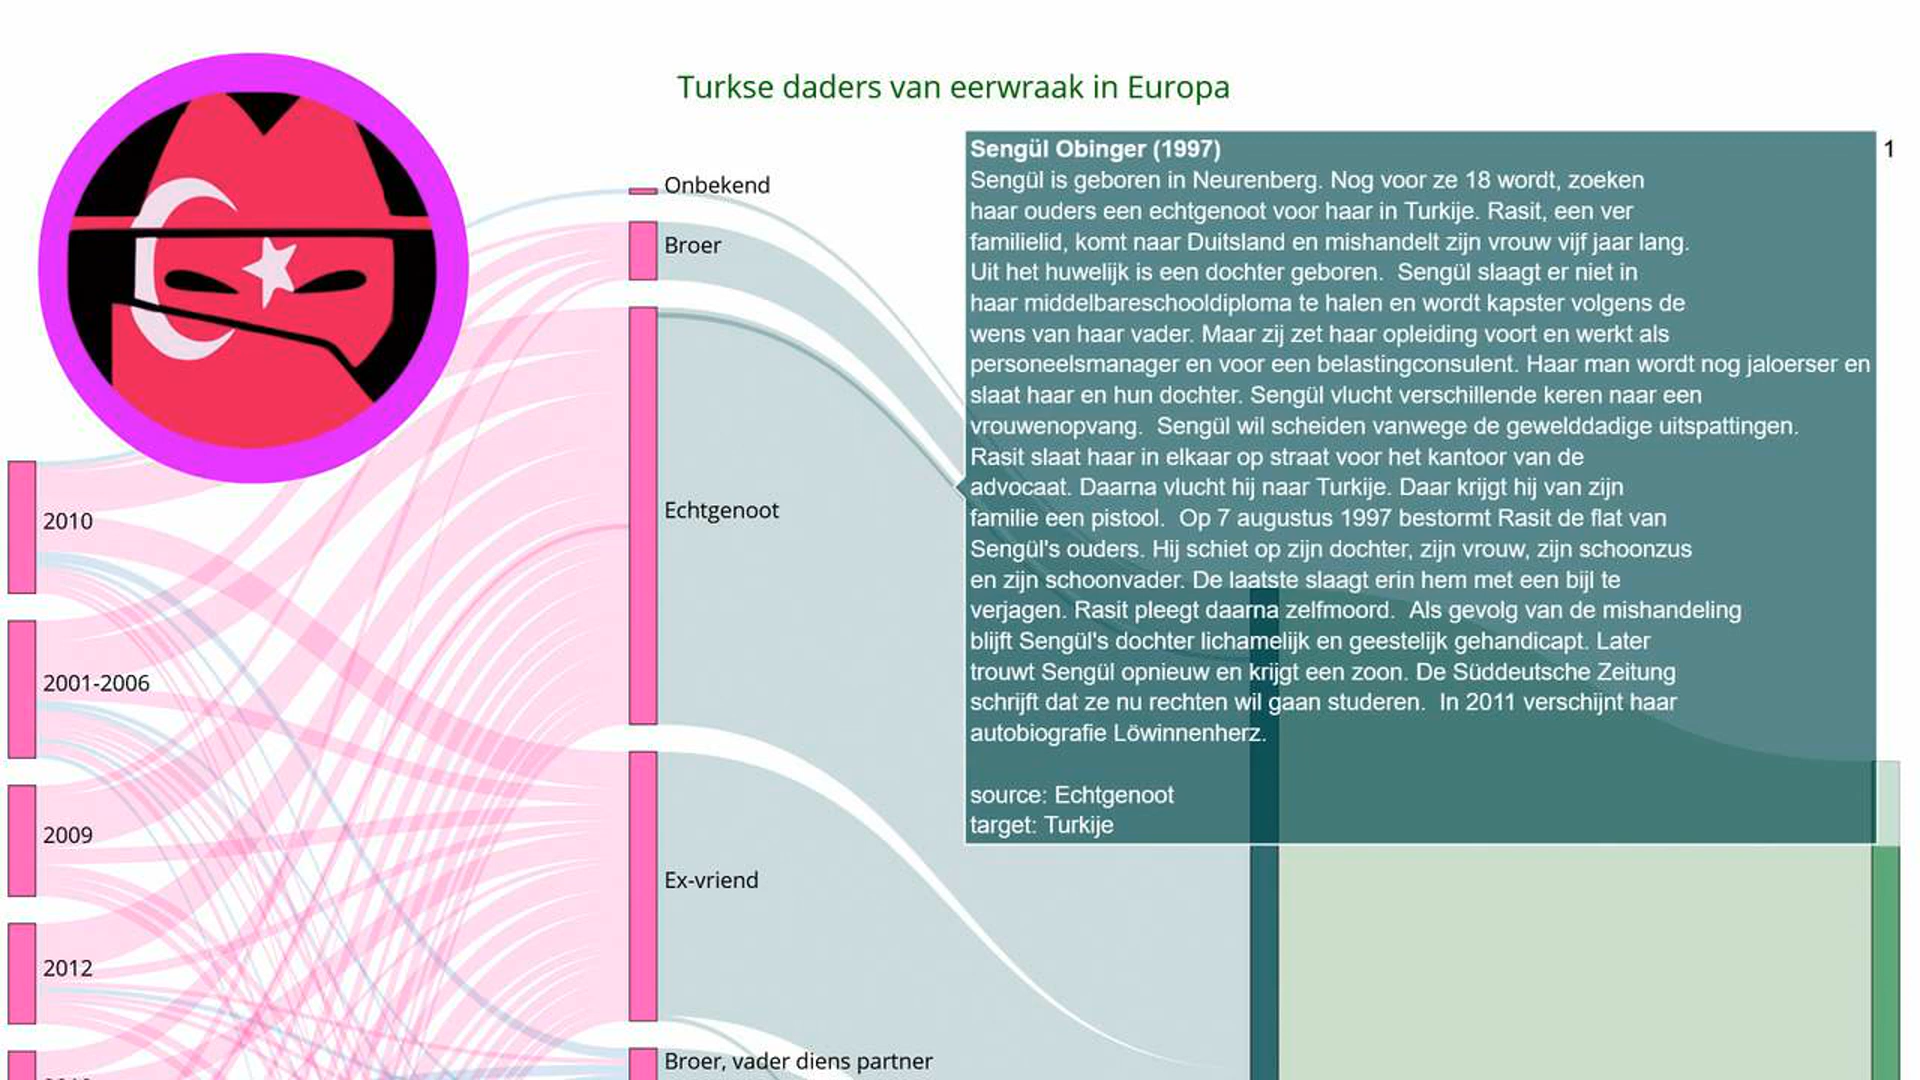 Turkse daders van eerwraak in Europa
Onbekend
Broer
Echtgenoot
Ex-vriend
Broer, vader diens partner
2010
2001-2006
2009
2012
Sengül Obinger (1997)
Sengül is geboren in Neurenberg. Nog voor ze 18 wordt, zoeken
haar ouders een echtgenoot voor haar in Turkije. Rasit, een ver
familielid, komt naar Duitsland en mishandelt zijn vrouw vijf jaar lang.
Uit het huwelijk is een dochter geboren.  Sengül slaagt er niet in
haar middelbareschooldiploma te halen en wordt kapster volgens de
wens van haar vader. Maar zij zet haar opleiding voort en werkt als
personeelsmanager en voor een belastingconsulent. Haar man wordt nog jaloerser en
slaat haar en hun dochter. Sengül vlucht verschillende keren naar een
vrouwenopvang.  Sengül wil scheiden vanwege de gewelddadige uitspattingen.
Rasit slaat haar in elkaar op straat voor het kantoor van de
advocaat. Daarna vlucht hij naar Turkije. Daar krijgt hij van zijn
familie een pistool.  Op 7 augustus 1997 bestormt Rasit de flat van
Sengül's ouders. Hij schiet op zijn dochter, zijn vrouw, zijn schoonzus
en zijn schoonvader. De laatste slaagt erin hem met een bijl te
verjagen. Rasit pleegt daarna zelfmoord.  Als gevolg van de mishandeling
blijft Sengül's dochter lichamelijk en geestelijk gehandicapt. Later
trouwt Sengül opnieuw en krijgt een zoon. De Süddeutsche Zeitung
schrijft dat ze nu rechten wil gaan studeren.  In 2011 verschijnt haar
autobiografie Löwinnenherz.
source: Echtgenoot
target: Turkije
1